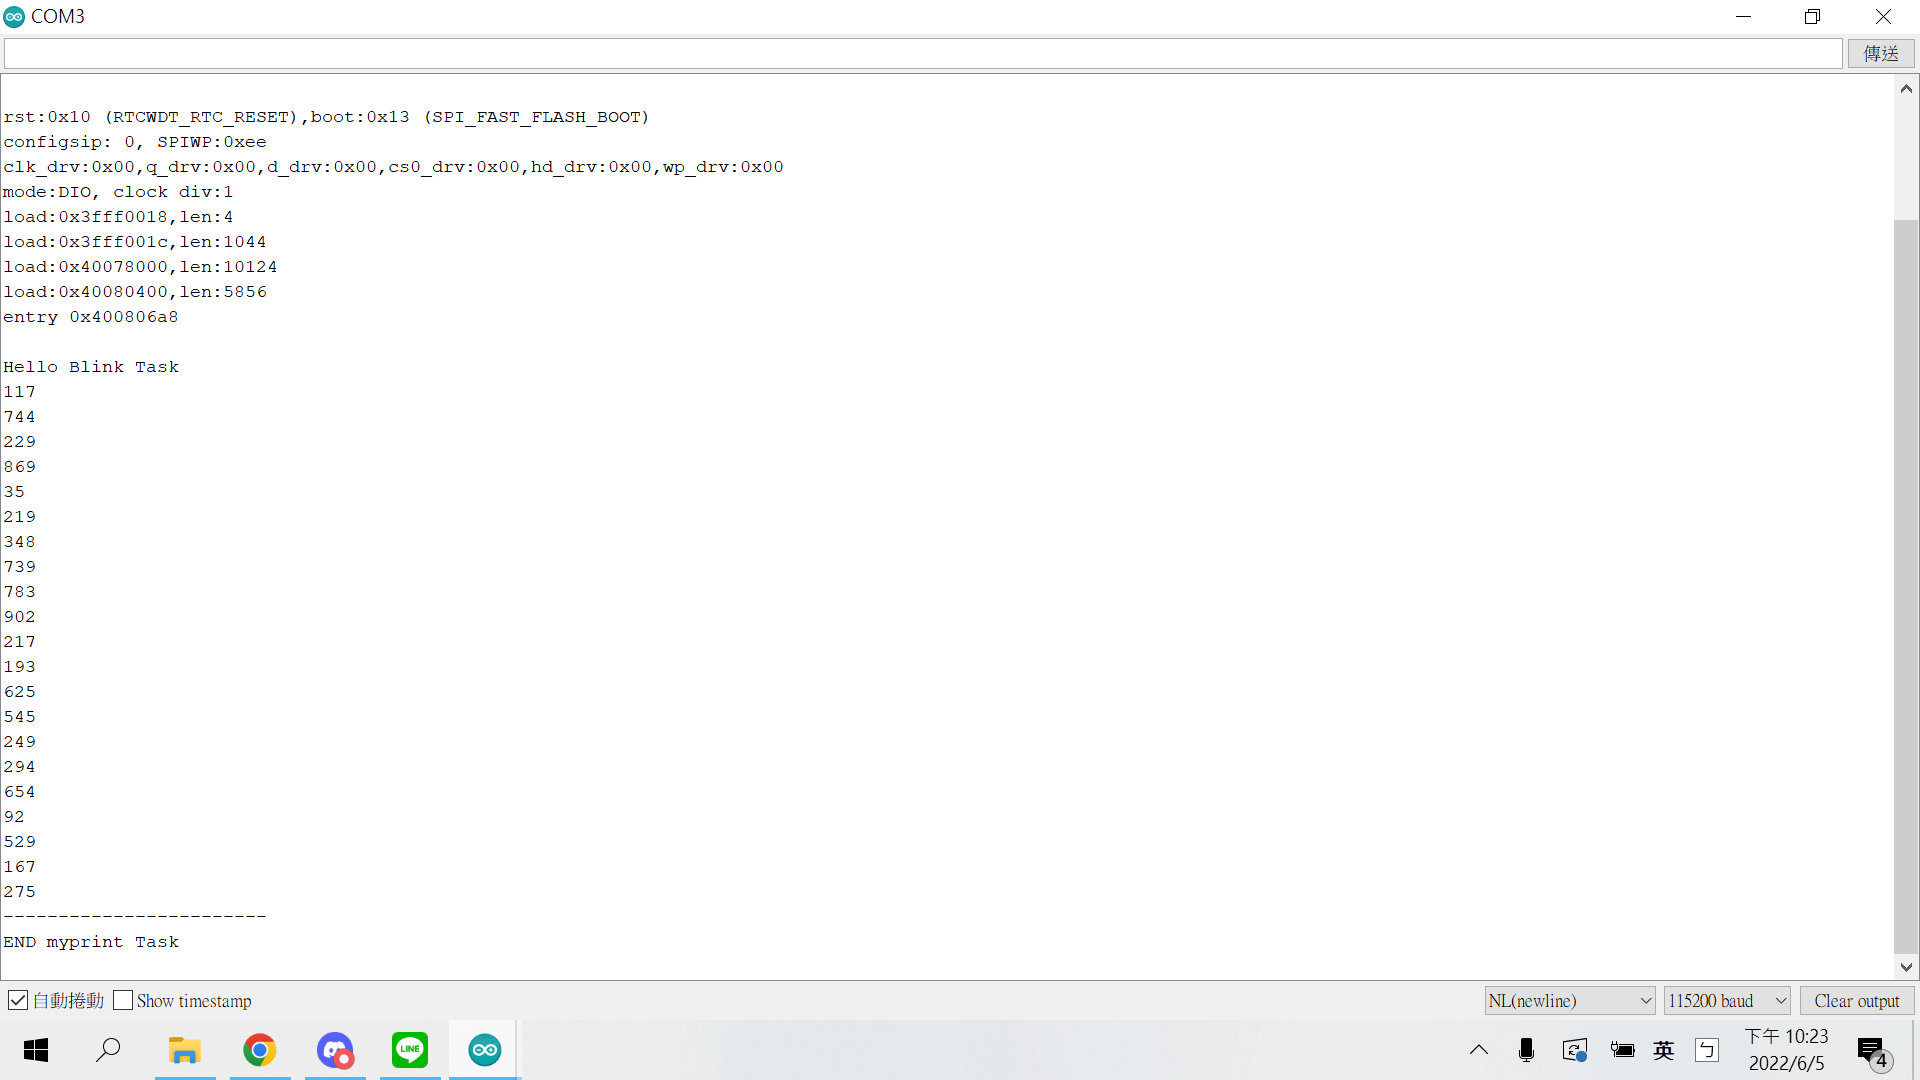 COM3
傳送
rst:0x10 (RTCWDT_RTC_RESET),boot:0x13 (SPI_FAST_FLASH_BOOT)
configsip: 0, SPIWP:0xee
clk_drv:0x00,q_drv:0x00,d_drv:0x00,cs0_drv:0x00,hd_drv:0x00,wp_drv:0x00
mode:DIO, clock div:1
load:0x3fff0018,len:4
load:0x3fff001c,len:1044
load:0x40078000,len:10124
load:0x40080400,len:5856
entry 0x400806a8
Hello Blink Task
117
744
229
869
35
219
348
739
783
902
217
193
625
545
249
294
654
92
529
167
275
------------------------
END myprint Task
自動捲動 Show timestamp NL(newline) 115200 baud Clear output
LINE 英 ㄅ 下午 10:23
2022/6/5 4